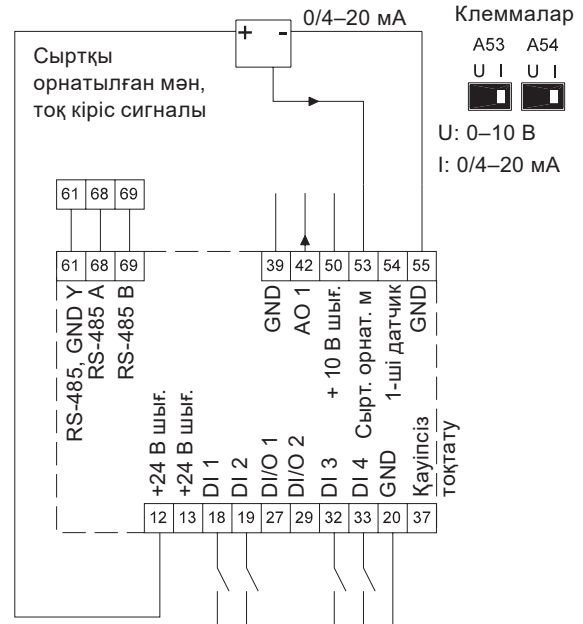 0/4–20 мА
+ -
Сыртқы
орнатылған мән,
тоқ кіріс сигналы
Клеммалар
A53 A54
U I U I
U: 0–10 В
I: 0/4–20 мА
61 68 69
61 68 69
39 42 50 53 54 55
RS-485, GND Y
RS-485 A
RS-485 B
GND
AO 1
+ 10 В шығ.
Сырт. орнат. м
1-ші датчик
GND
+24 В шығ.
+24 В шығ.
DI 1
DI 2
DI/O 1
DI/O 2
DI 3
DI 4
GND
Қауіпсіз
тоқтату
12 13 18 19 27 29 32 33 20 37